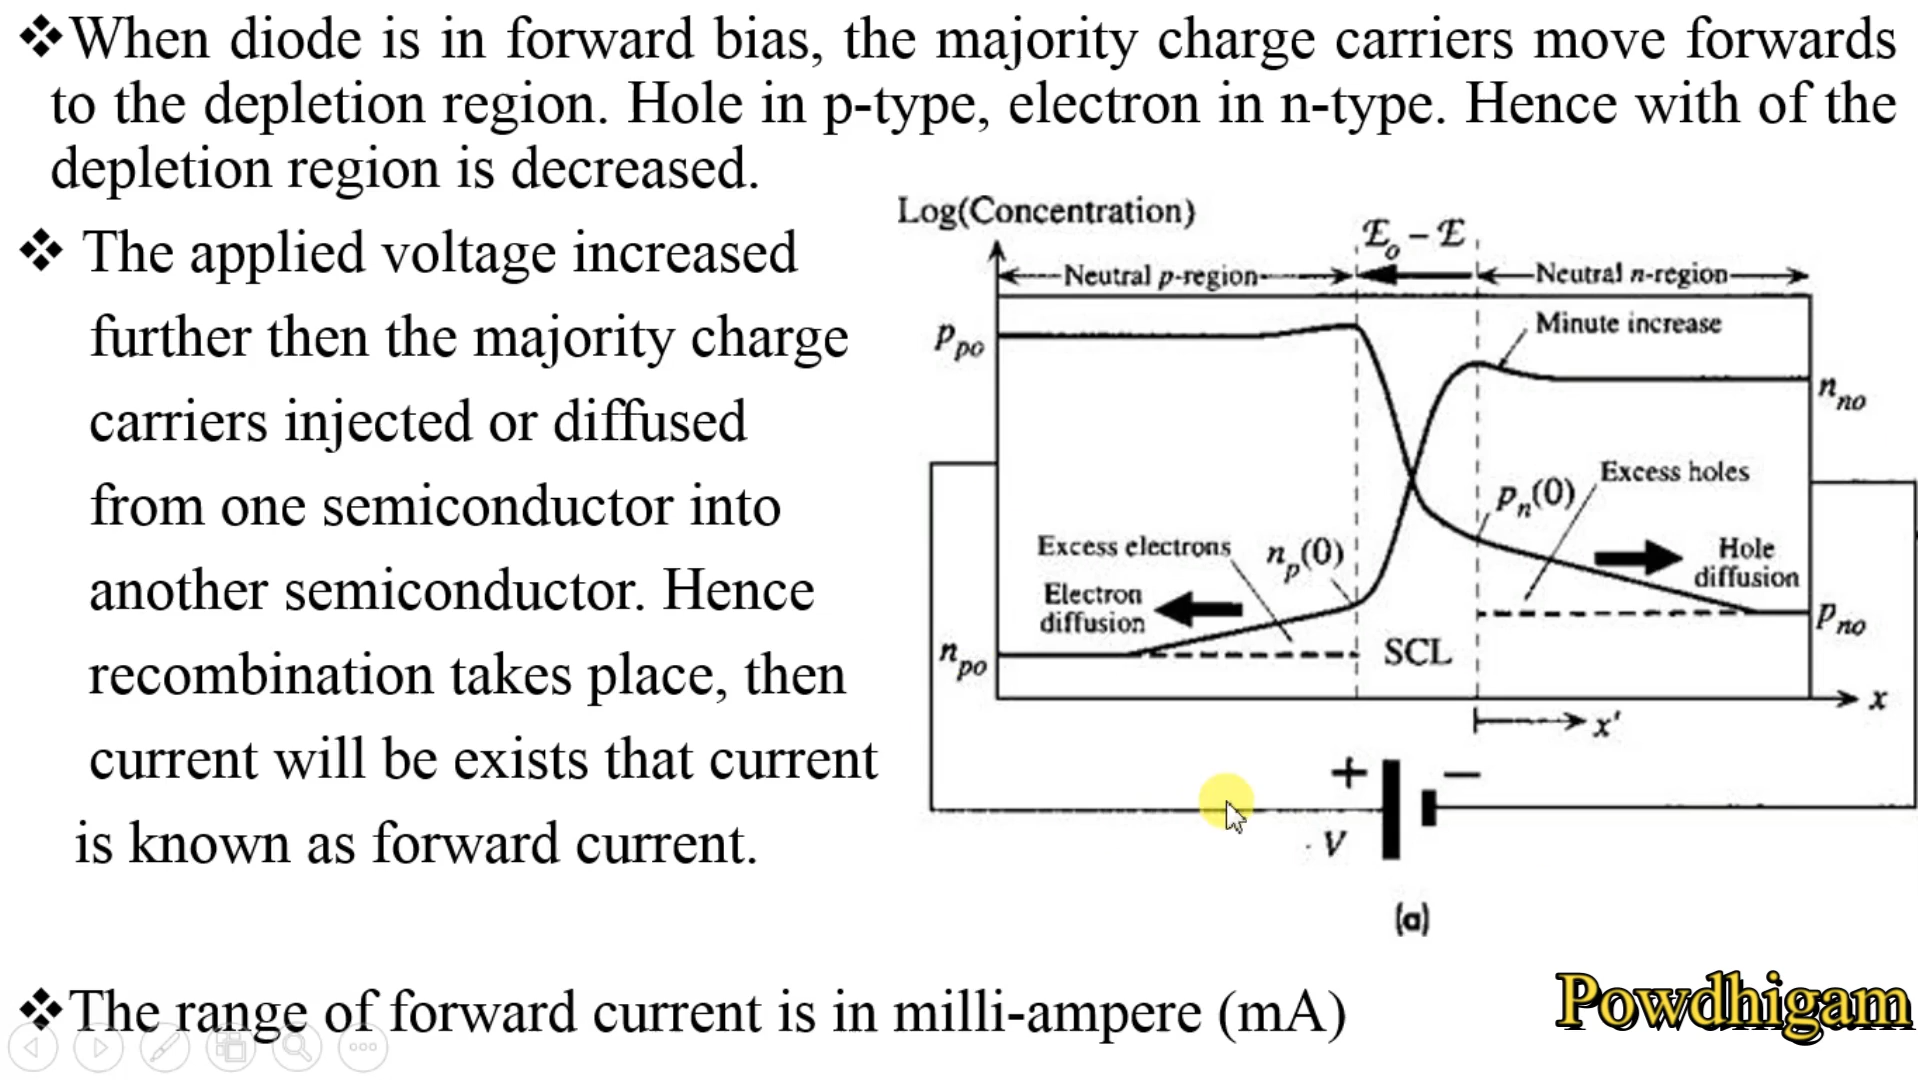 ❖When diode is in forward bias, the majority charge carriers move forwards
to the depletion region. Hole in p-type, electron in n-type. Hence with of the
depletion region is decreased.
❖ The applied voltage increased
further then the majority charge
carriers injected or diffused
from one semiconductor into
another semiconductor. Hence
recombination takes place, then
current will be exists that current
is known as forward current.
Log(Concentration)
Eo – E
Neutral p-region
Neutral n-region
Minute increase
Ppo
nno
Excess holes
pn(0)
Excess electrons
np(0)
Hole
diffusion
Electron
diffusion
Pno
SCL
npo
x
x'
+ –
V
(a)
❖The range of forward current is in milli-ampere (mA)
Powdhigam